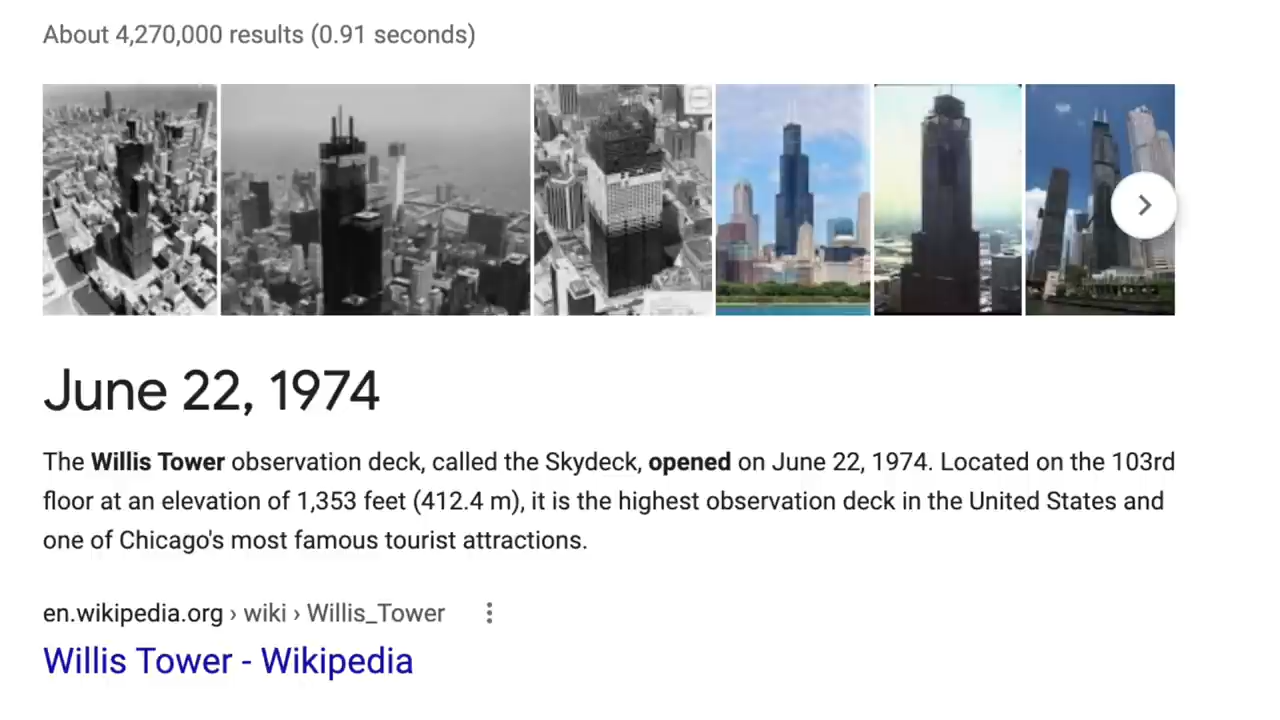 About 4,270,000 results (0.91 seconds)
June 22, 1974
The Willis Tower observation deck, called the Skydeck, opened on June 22, 1974. Located on the 103rd
floor at an elevation of 1,353 feet (412.4 m), it is the highest observation deck in the United States and
one of Chicago's most famous tourist attractions.
en.wikipedia.org › wiki › Willis_Tower
Willis Tower - Wikipedia